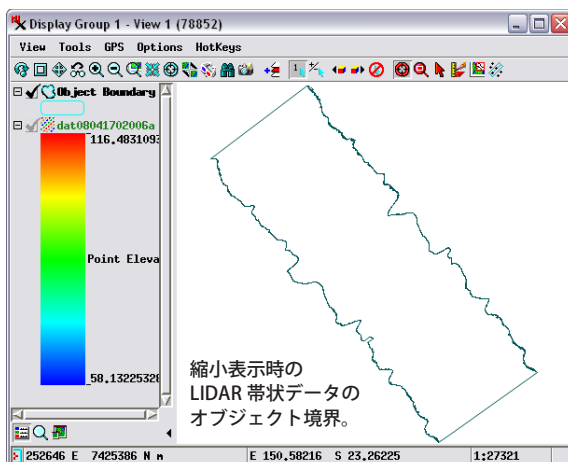 Display Group 1 - View 1 (78852)
View Tools GPS Options HotKeys
Object Boundary
dat08041702006a
116.4831093
Point Eleva
58.13225328
縮小表示時の
LIDAR 帯状データの
オブジェクト境界。
252646 E 7425386 N m
E 150.58216 S 23.26225
1:27321